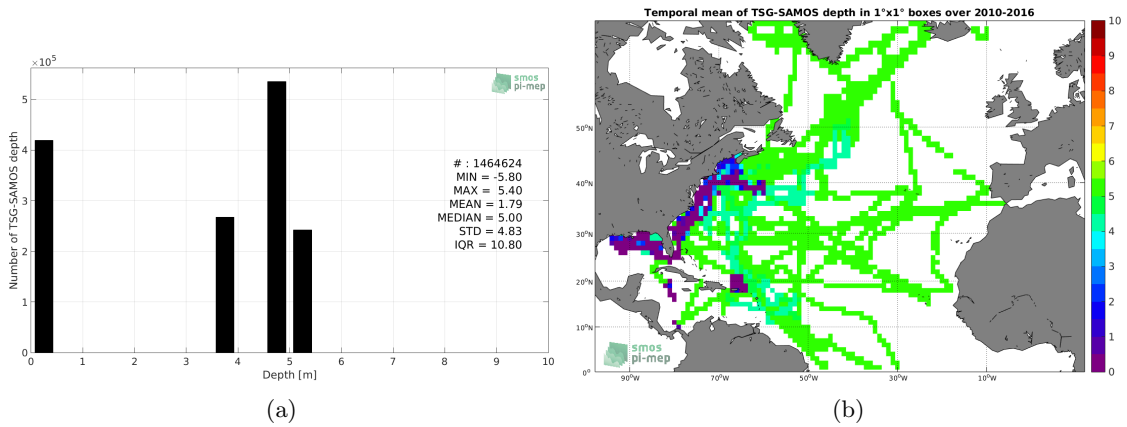 ×10⁵
5
4
3
2
1
0
Number of TSG-SAMOS depth
0 1 2 3 4 5 6 7 8 9 10
Depth [m]
smos
pi-mep
# : 1464624
MIN = -5.80
MAX = 5.40
MEAN = 1.79
MEDIAN = 5.00
STD = 4.83
IQR = 10.80
(a)
Temporal mean of TSG-SAMOS depth in 1°x1° boxes over 2010-2016
50°N
40°N
30°N
20°N
10°N
0°
90°W 70°W 50°W 30°W 10°W
smos
pi-mep
10
9
8
7
6
5
4
3
2
1
0
(b)